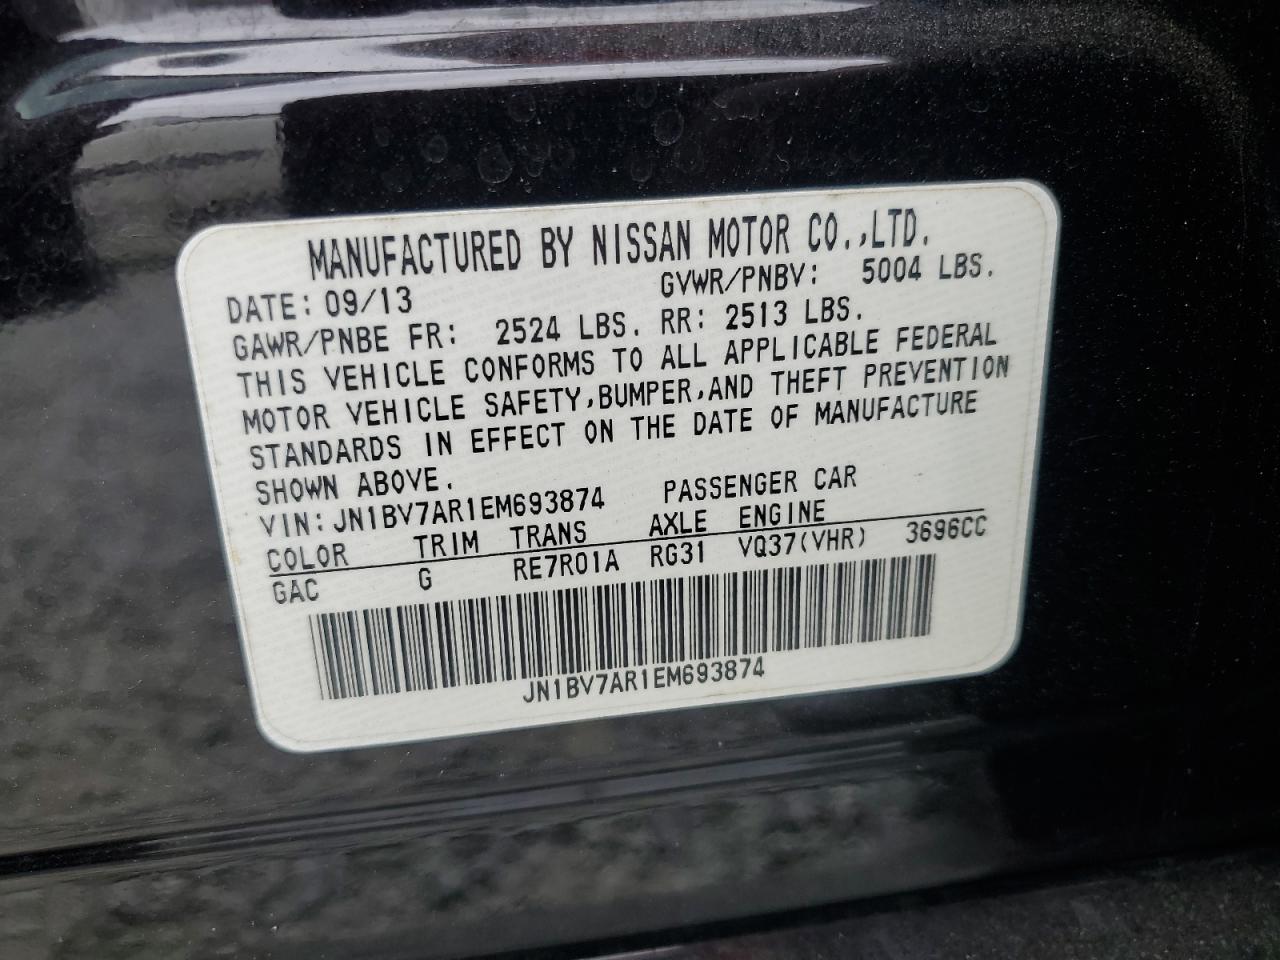 MANUFACTURED BY NISSAN MOTOR CO.,LTD.
DATE: 09/13 GVWR/PNBV: 5004 LBS.
GAWR/PNBE FR: 2524 LBS. RR: 2513 LBS.
THIS VEHICLE CONFORMS TO ALL APPLICABLE FEDERAL
MOTOR VEHICLE SAFETY,BUMPER,AND THEFT PREVENTION
STANDARDS IN EFFECT ON THE DATE OF MANUFACTURE
SHOWN ABOVE.
VIN: JN1BV7AR1EM693874 PASSENGER CAR
COLOR TRIM TRANS AXLE ENGINE
GAC G RE7R01A RG31 VQ37(VHR) 3696CC
JN1BV7AR1EM693874